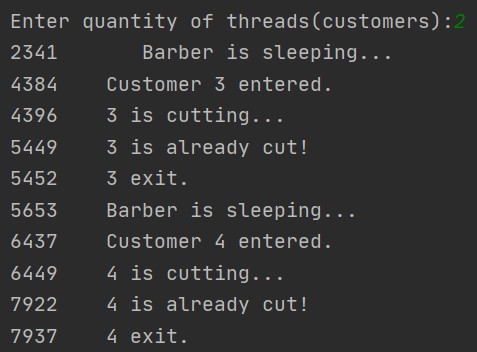 Enter quantity of threads(customers):2
2341       Barber is sleeping...
4384    Customer 3 entered.
4396    3 is cutting...
5449    3 is already cut!
5452    3 exit.
5653    Barber is sleeping...
6437    Customer 4 entered.
6449    4 is cutting...
7922    4 is already cut!
7937    4 exit.